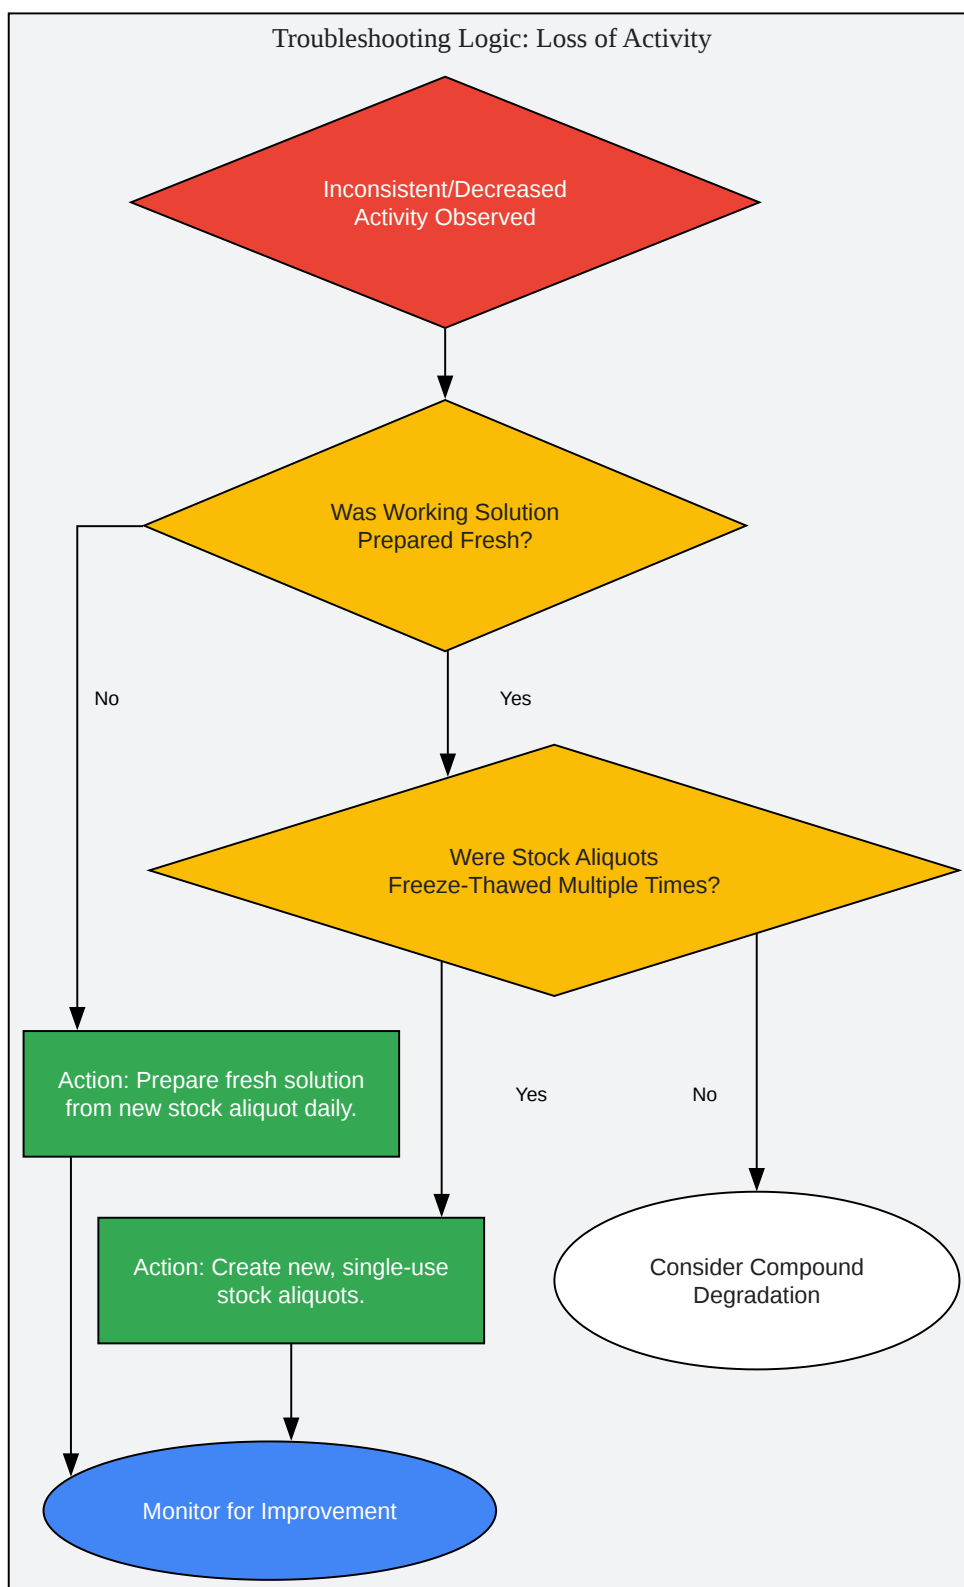 Troubleshooting Logic: Loss of Activity
Inconsistent/Decreased
Activity Observed
Was Working Solution
Prepared Fresh?
No
Yes
Were Stock Aliquots
Freeze-Thawed Multiple Times?
Action: Prepare fresh solution
from new stock aliquot daily.
Yes
No
Action: Create new, single-use
stock aliquots.
Consider Compound
Degradation
Monitor for Improvement